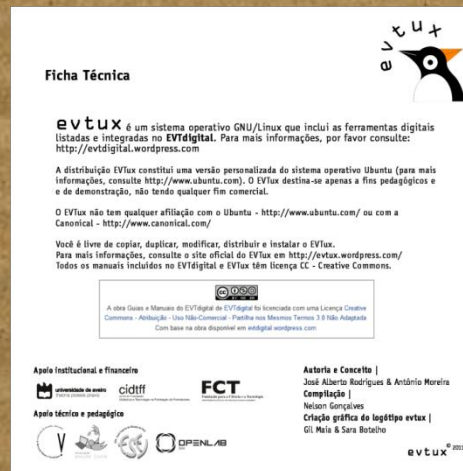 evtux
Ficha Técnica
evtux é um sistema operativo GNU/Linux que inclui as ferramentas digitais
listadas e integradas no EVTdigital. Para mais informações, por favor consulte:
http://evtdigital.wordpress.com
A distribuição EVTux constitui uma versão personalizada do sistema operativo Ubuntu (para mais
informações, consulte http://www.ubuntu.com). O EVTux destina-se apenas a fins pedagógicos e
e de demonstração, não tendo qualquer fim comercial.
O EVTux não tem qualquer afiliação com o Ubuntu - http://www.ubuntu.com/ ou com a
Canonical - http://www.canonical.com/
Você é livre de copiar, duplicar, modificar, distribuir e instalar o EVTux.
Para mais informações, consulte o site oficial do EVTux em http://evtux.wordpress.com/
Todos os manuais incluídos no EVTdigital e EVTux têm licença CC - Creative Commons.
A obra Guias e Manuais do EVTdigital de EVTdigital foi licenciada com uma Licença Creative
Commons - Atribuição - Uso Não-Comercial - Partilha nos Mesmos Termos 3.0 Não Adaptada
Com base na obra disponível em evtdigital.wordpress.com
Apoio institucional e financeiro
universidade de aveiro
cidtff
FCT
Apoio técnico e pedagógico
OPENLAB
Autoria e Conceito |
José Alberto Rodrigues & António Moreira
Compilação |
Nelson Gonçalves
Criação gráfica do logótipo evtux |
Gil Maia & Sara Botelho
evtux® 2011